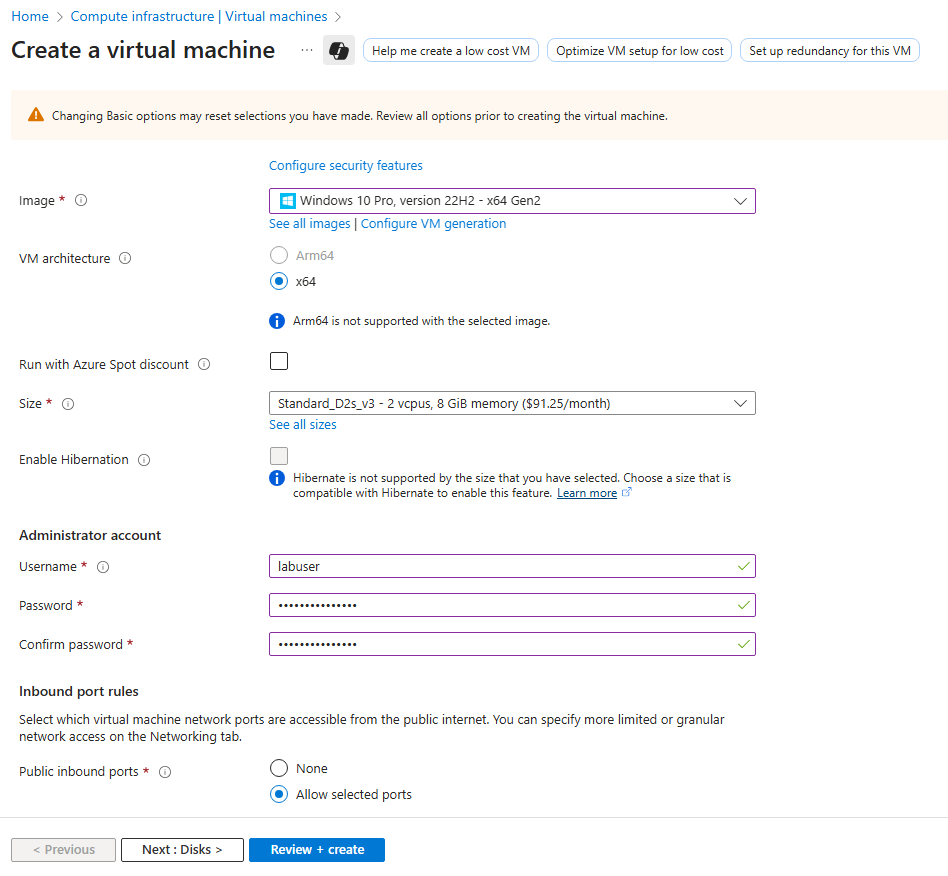 Home > Compute infrastructure | Virtual machines >
Create a virtual machine ... Help me create a low cost VM Optimize VM setup for low cost Set up redundancy for this VM
Changing Basic options may reset selections you have made. Review all options prior to creating the virtual machine.
Configure security features
Image * Windows 10 Pro, version 22H2 - x64 Gen2
See all images | Configure VM generation
VM architecture Arm64
x64
Arm64 is not supported with the selected image.
Run with Azure Spot discount
Size * Standard_D2s_v3 - 2 vcpus, 8 GiB memory ($91.25/month)
See all sizes
Enable Hibernation
Hibernate is not supported by the size that you have selected. Choose a size that is
compatible with Hibernate to enable this feature. Learn more
Administrator account
Username * labuser
Password * •••••••••••••••
Confirm password * •••••••••••••••
Inbound port rules
Select which virtual machine network ports are accessible from the public internet. You can specify more limited or granular
network access on the Networking tab.
Public inbound ports * None
Allow selected ports
< Previous Next : Disks > Review + create